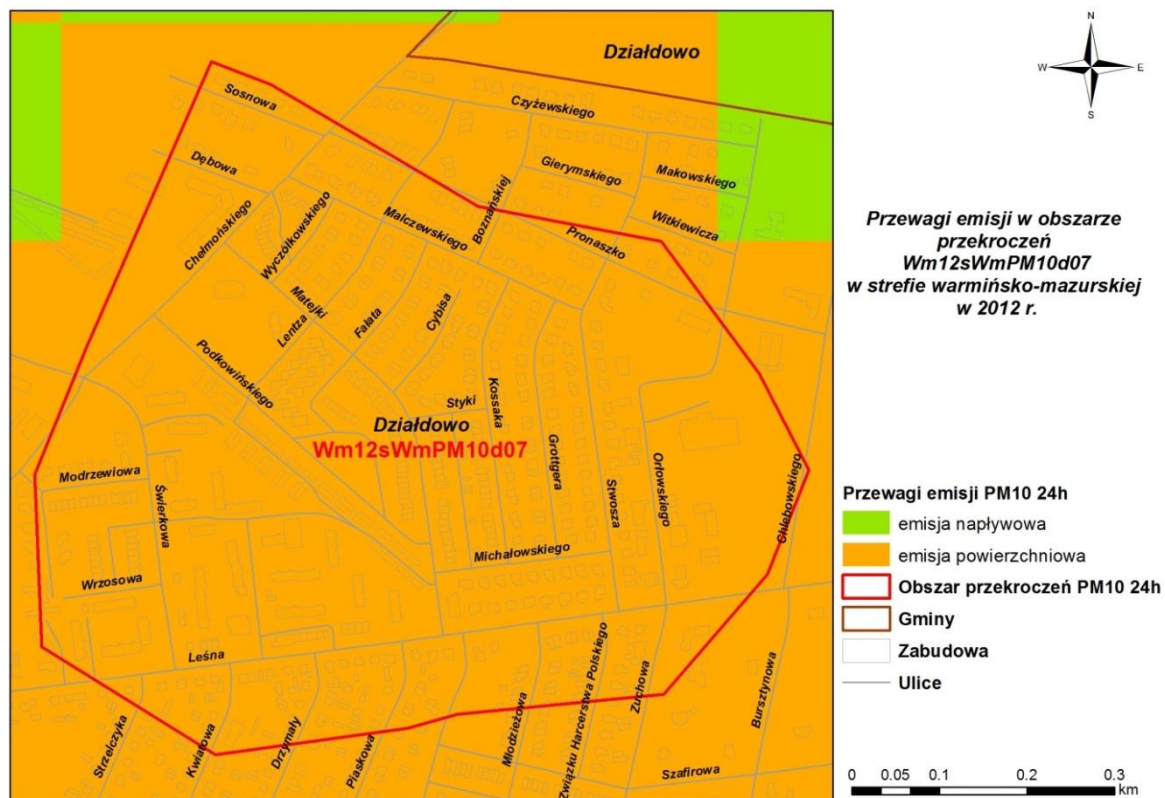 Działdowo
Sosnowa
Czyżewskiego
Dębowa
Gierymskiego
Makowskiego
Boznańskiej
Witkiewicza
Chełmońskiego
Wyczółkowskiego
Malczewskiego
Pronaszko
Matejki
Lentza
Fałata
Cybisa
Podkowińskiego
Styki
Kossaka
Działdowo
Wm12sWmPM10d07
Grottgera
Stwosza
Orłowskiego
Chlebowskiego
Modrzewiowa
Świerkowa
Michałowskiego
Wrzosowa
Leśna
Strzelczyka
Kwiatowa
Drzymały
Piaskowa
Młodzieżowa
Związku Harcerstwa Polskiego
Zuchowa
Bursztynowa
Szafirowa
N
W
E
S
Przewagi emisji w obszarze
przekroczeń
Wm12sWmPM10d07
w strefie warmińsko-mazurskiej
w 2012 r.
Przewagi emisji PM10 24h
emisja napływowa
emisja powierzchniowa
Obszar przekroczeń PM10 24h
Gminy
Zabudowa
Ulice
0 0.05 0.1 0.2 0.3
km